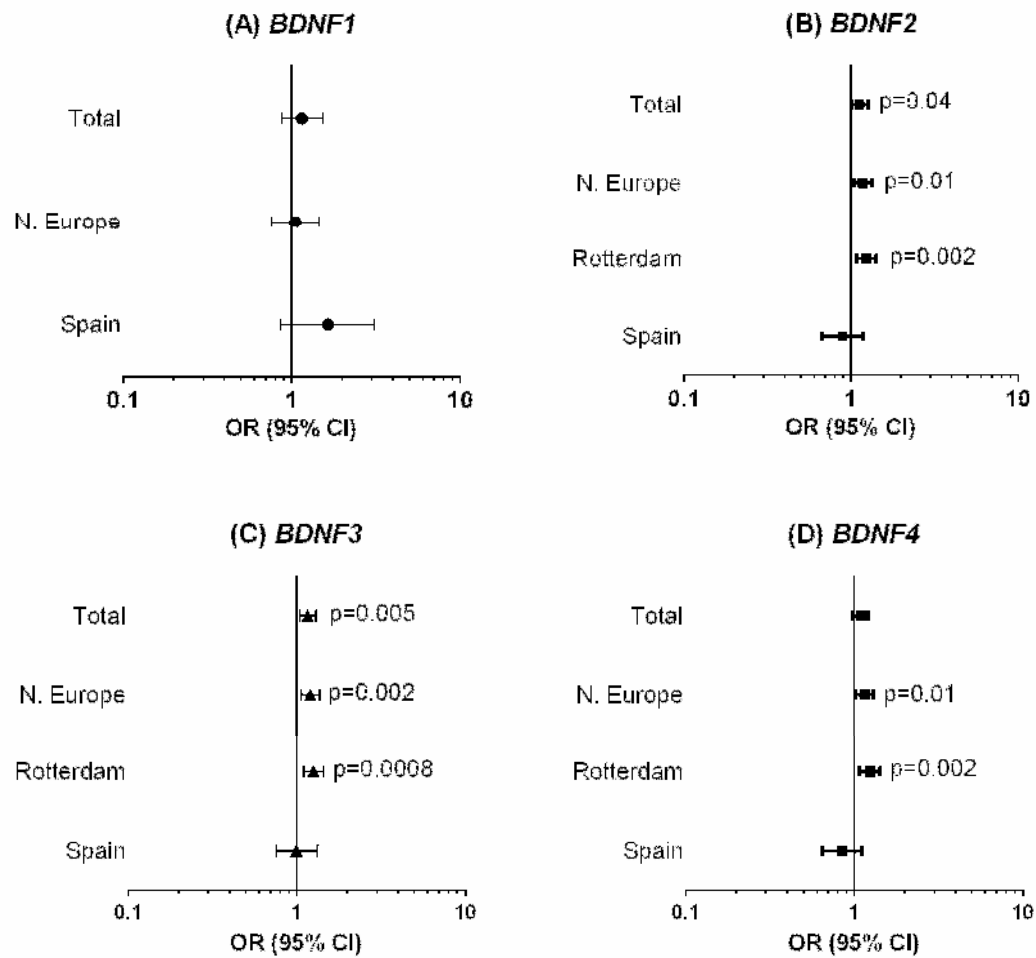 (A) BDNF1
Total
N. Europe
Spain
0.1 1 10
OR (95% CI)
(B) BDNF2
Total p=0.04
N. Europe p=0.01
Rotterdam p=0.002
Spain
0.1 1 10
OR (95% CI)
(C) BDNF3
Total p=0.005
N. Europe p=0.002
Rotterdam p=0.0008
Spain
0.1 1 10
OR (95% CI)
(D) BDNF4
Total
N. Europe p=0.01
Rotterdam p=0.002
Spain
0.1 1 10
OR (95% CI)